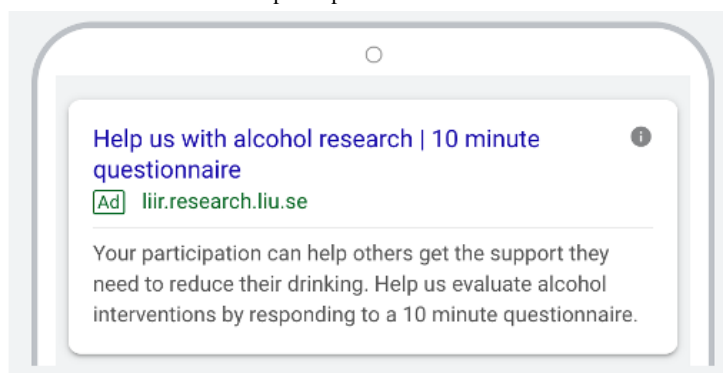 Help us with alcohol research | 10 minute
questionnaire
Ad liir.research.liu.se
Your participation can help others get the support they
need to reduce their drinking. Help us evaluate alcohol
interventions by responding to a 10 minute questionnaire.